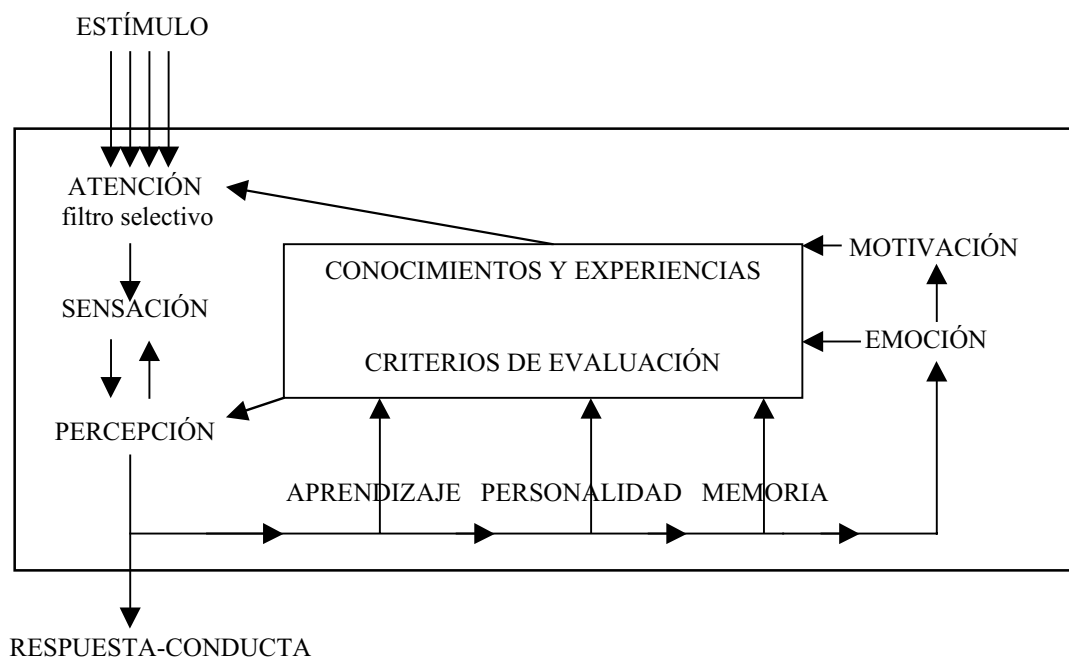 ESTÍMULO
ATENCIÓN
filtro selectivo
MOTIVACIÓN
CONOCIMIENTOS Y EXPERIENCIAS
SENSACIÓN
EMOCIÓN
CRITERIOS DE EVALUACIÓN
PERCEPCIÓN
APRENDIZAJE PERSONALIDAD MEMORIA
RESPUESTA-CONDUCTA